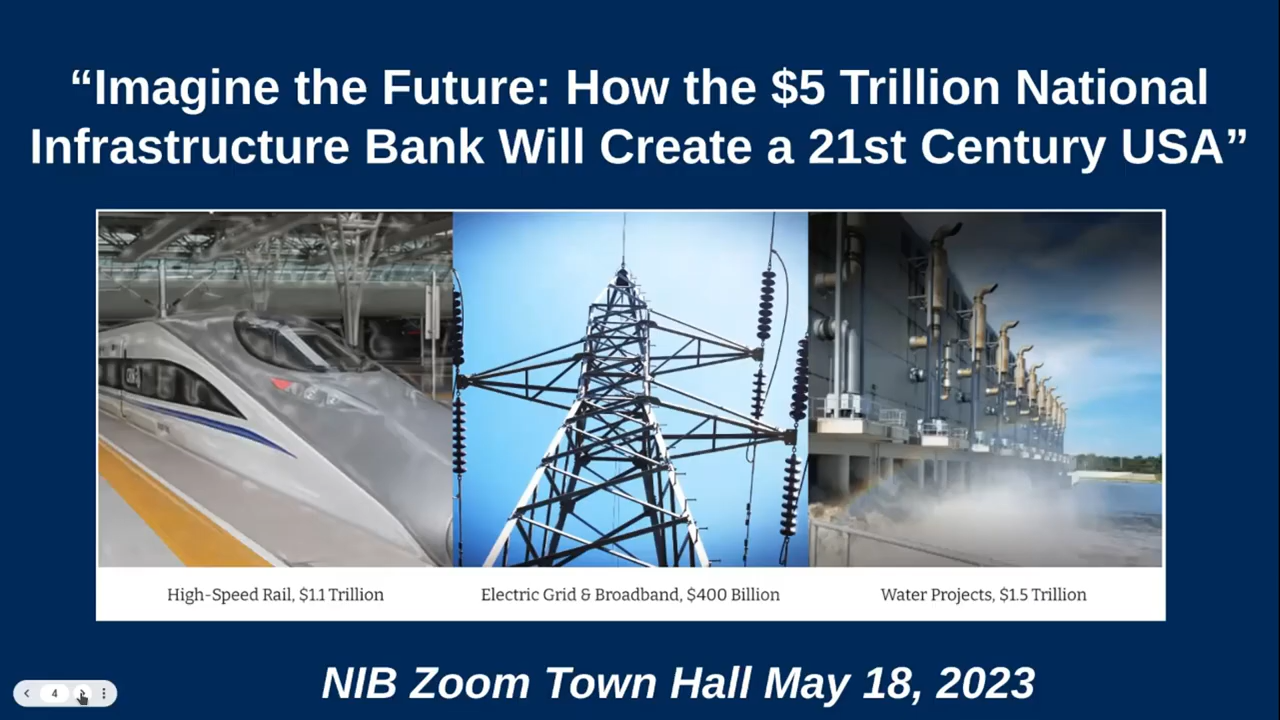 “Imagine the Future: How the $5 Trillion National
Infrastructure Bank Will Create a 21st Century USA”
High-Speed Rail, $1.1 Trillion
Electric Grid & Broadband, $400 Billion
Water Projects, $1.5 Trillion
NIB Zoom Town Hall May 18, 2023
4